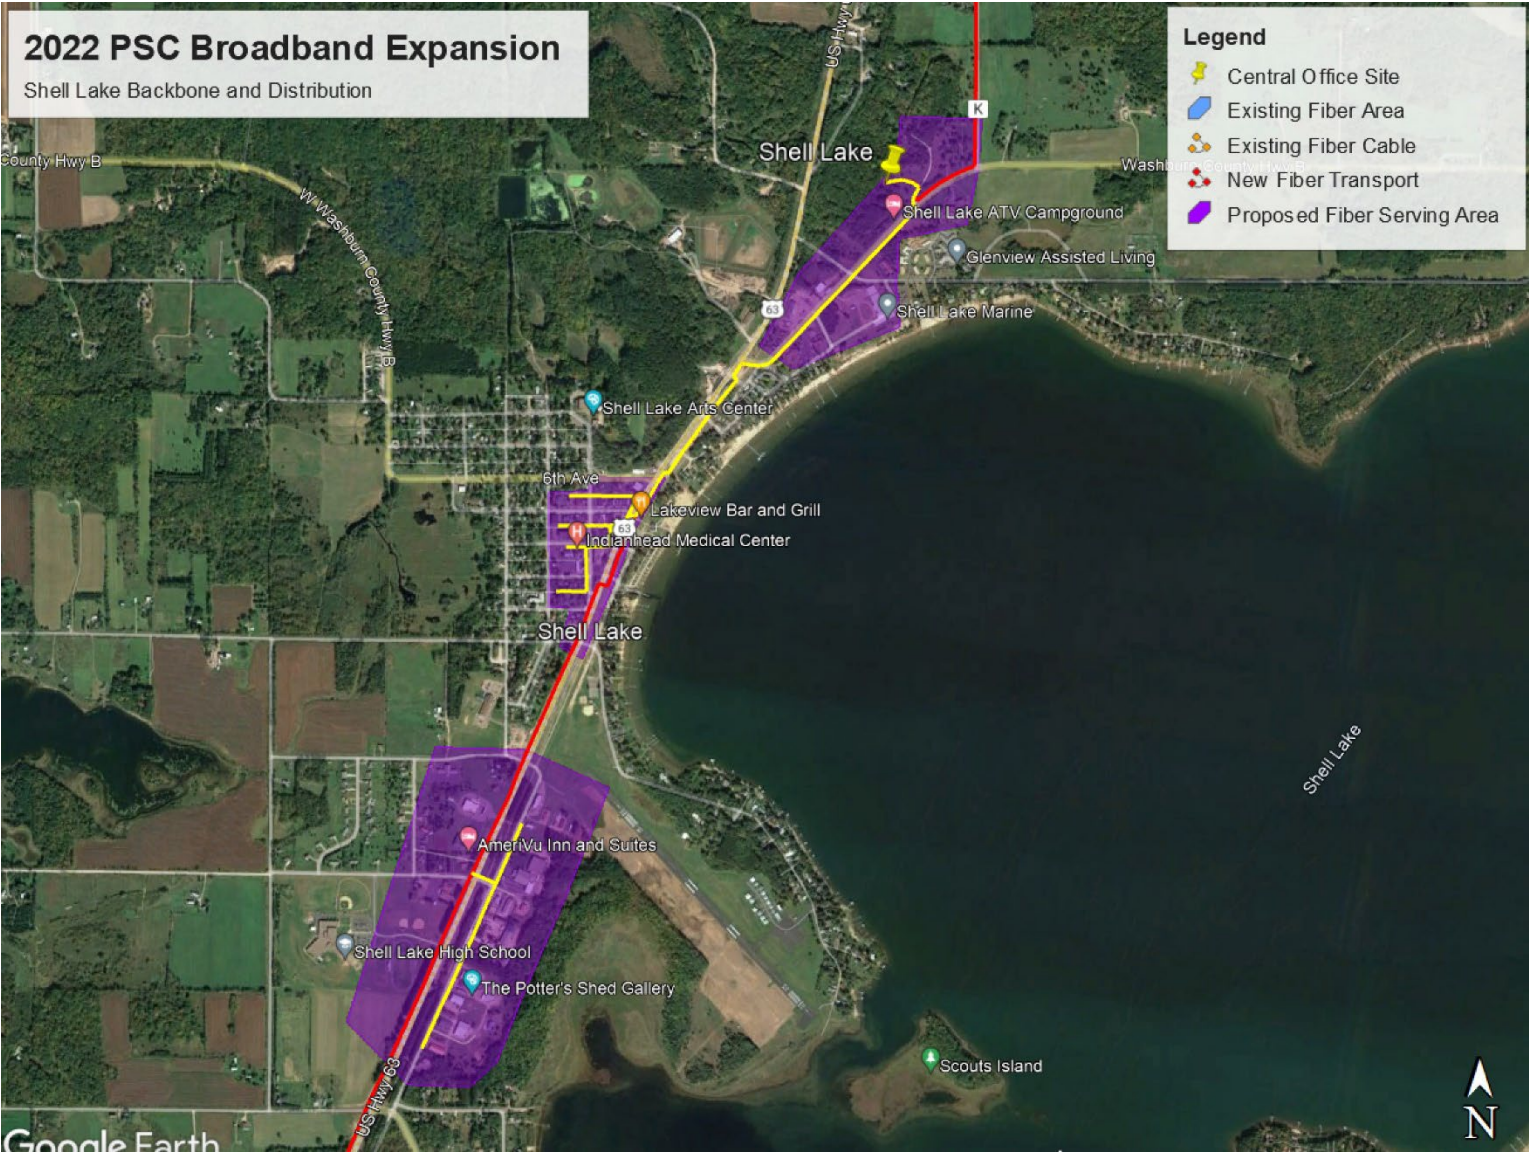 2022 PSC Broadband Expansion
Shell Lake Backbone and Distribution
Legend
Central Office Site
Existing Fiber Area
Existing Fiber Cable
New Fiber Transport
Proposed Fiber Serving Area
US Hwy
K
County Hwy B
Shell Lake
Washburn County Hwy B
W Washburn County Hwy B
Shell Lake ATV Campground
Glenview Assisted Living
63
Shell Lake Marine
Shell Lake Arts Center
6th Ave
Lakeview Bar and Grill
63
Indianhead Medical Center
Shell Lake
Shell Lake
AmeriVu Inn and Suites
Shell Lake High School
The Potter's Shed Gallery
Scouts Island
US Hwy 63
N
Google Earth